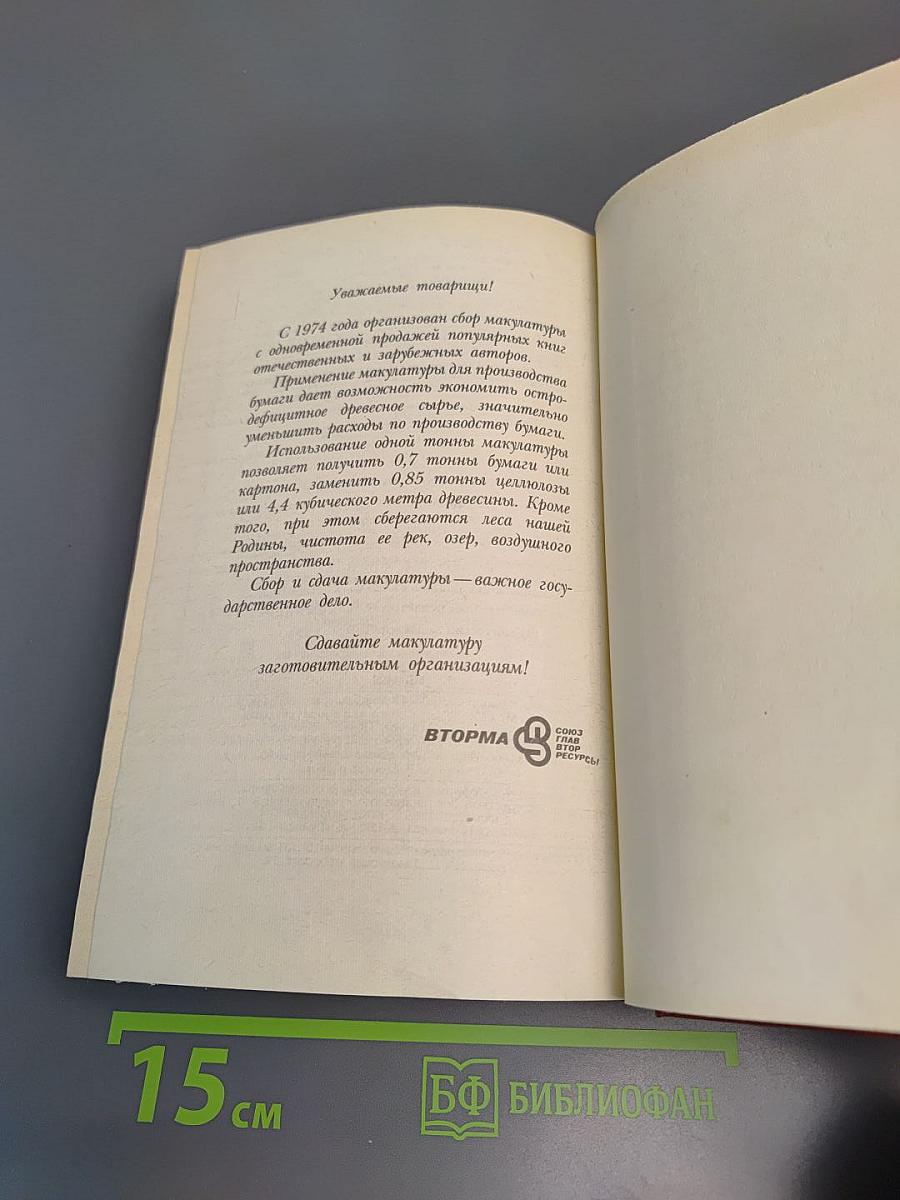 Уважаемые товарищи!
С 1974 года организован сбор макулатуры
с одновременной продажей популярных книг
отечественных и зарубежных авторов.
Применение макулатуры для производства
бумаги дает возможность экономить остро-
дефицитное древесное сырье, значительно
уменьшить расходы по производству бумаги.
Использование одной тонны макулатуры
позволяет получить 0,7 тонны бумаги или
картона, заменить 0,85 тонны целлюлозы
или 4,4 кубического метра древесины. Кроме
того, при этом сберегаются леса нашей
Родины, чистота ее рек, озер, воздушного
пространства.
Сбор и сдача макулатуры — важное госу-
дарственное дело.
Сдавайте макулатуру
заготовительным организациям!
ВТОРМА
СОЮЗ
ГЛАВ
ВТОР
РЕСУРСЫ
15 см
БФ БИБЛИОФАН